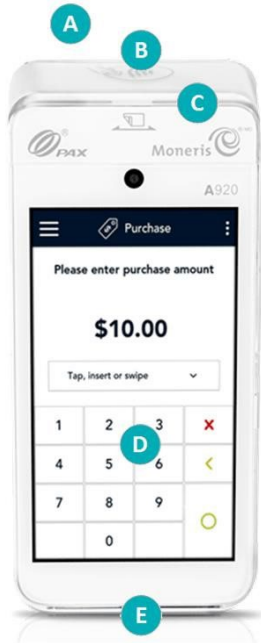 A
B
C
PAX
Moneris
A920
Purchase
Please enter purchase amount
$10.00
Tap, insert or swipe
1 2 3 X
4 D 5 6 <
7 8 9 O
0
E